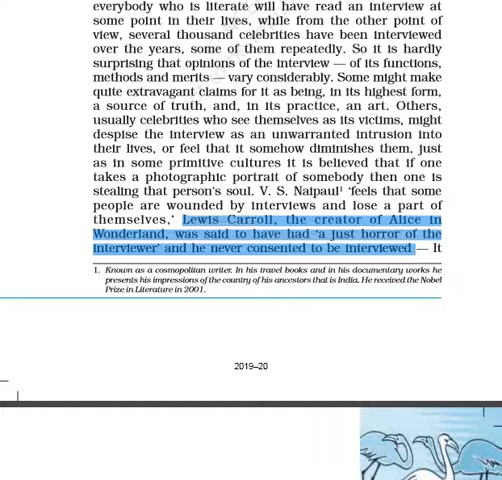 everybody who is literate will have read an interview at
some point in their lives, while from the other point of
view, several thousand celebrities have been interviewed
over the years, some of them repeatedly. So it is hardly
surprising that opinions of the interview — of its functions,
methods and merits — vary considerably. Some might make
quite extravagant claims for it as being, in its highest form,
a source of truth, and, in its practice, an art. Others,
usually celebrities who see themselves as its victims, might
despise the interview as an unwarranted intrusion into
their lives, or feel that it somehow diminishes them, just
as in some primitive cultures it is believed that if one
takes a photographic portrait of somebody then one is
stealing that person's soul. V. S. Naipaul¹ 'feels that some
people are wounded by interviews and lose a part of
themselves,' Lewis Carroll, the creator of Alice in
Wonderland, was said to have had 'a just horror of the
interviewer' and he never consented to be interviewed — It
1. Known as a cosmopolitan writer. In his travel books and in his documentary works he
presents his impressions of the country of his ancestors that is India. He received the Nobel
Prize in Literature in 2001.
2019–20